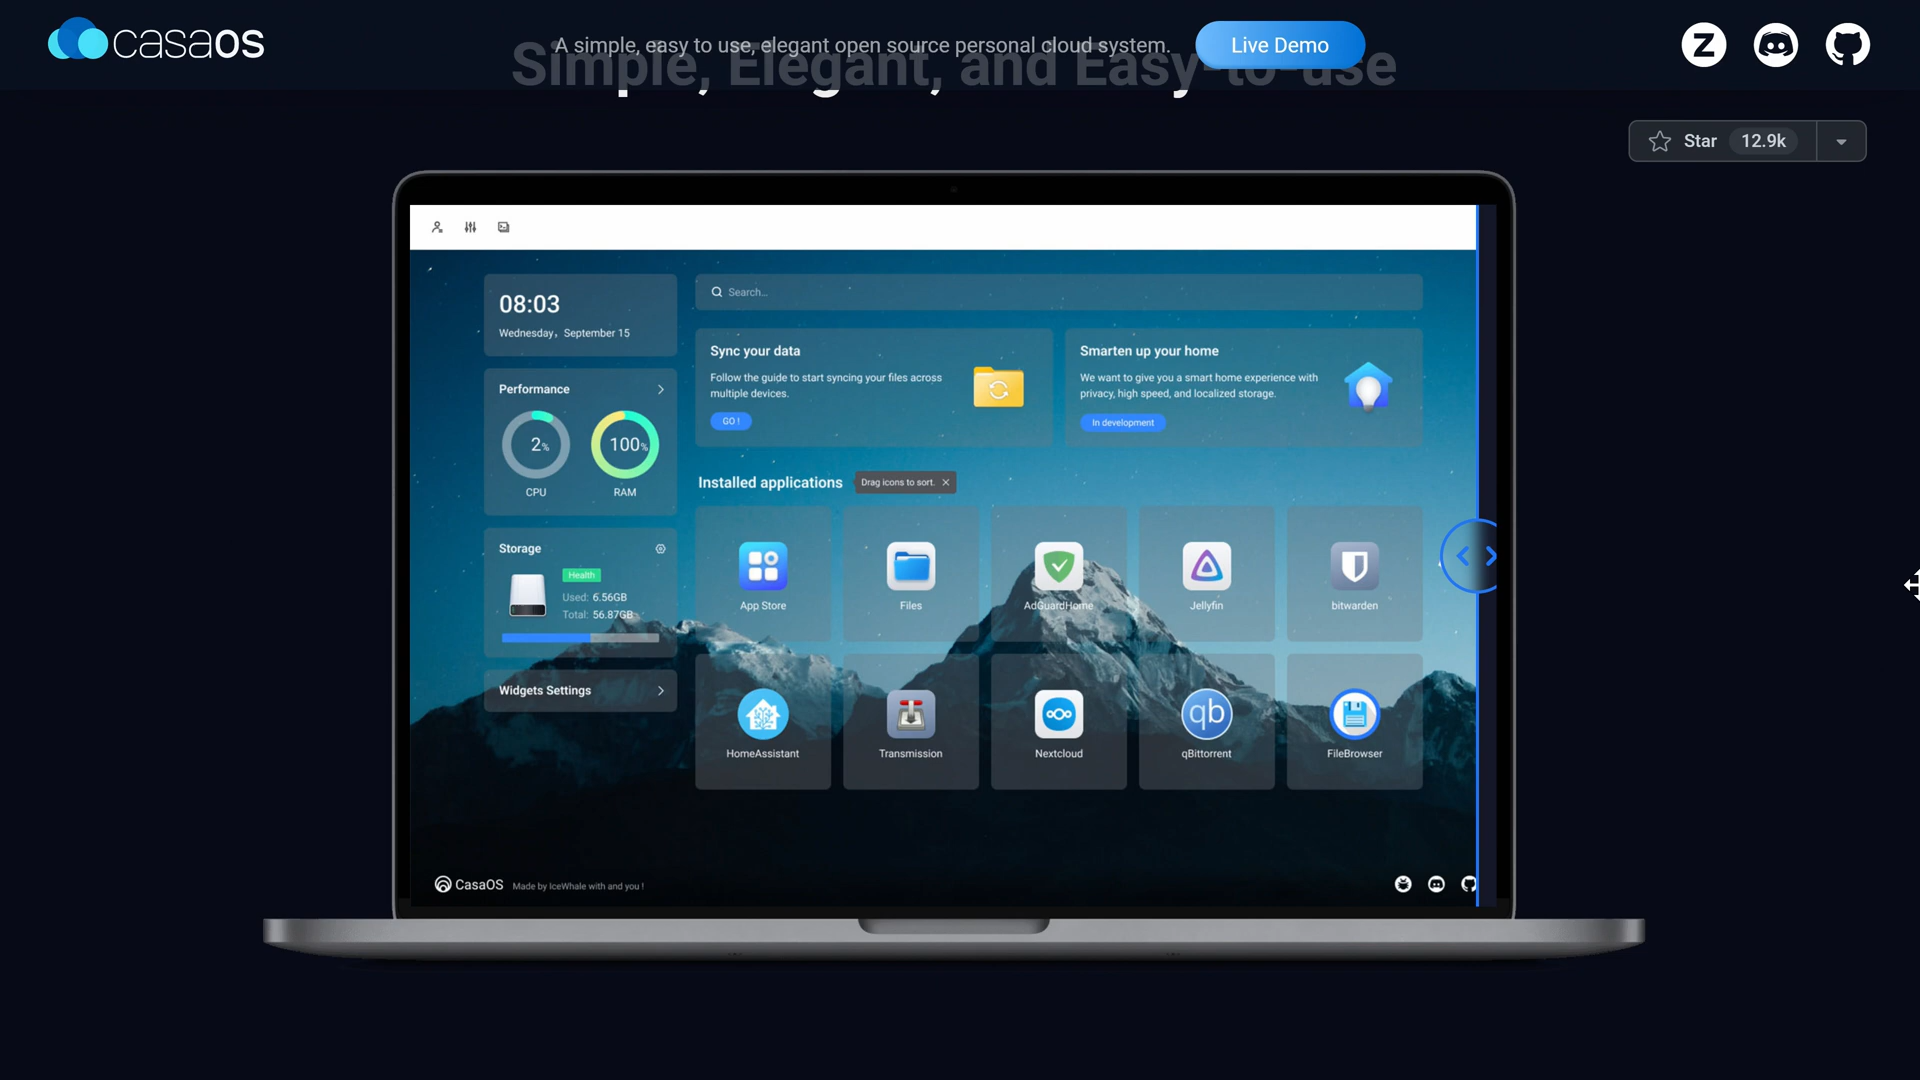 casaOS
A simple, easy to use, elegant open source personal cloud system.
Live Demo
Z
Simple, Elegant, and Easy-to-use
Star 12.9k
08:03
Wednesday, September 15
Search...
Performance
2%
100%
CPU
RAM
Sync your data
Follow the guide to start syncing your files across
multiple devices.
GO !
Smarten up your home
We want to give you a smart home experience with
privacy, high speed, and localized storage.
In development
Installed applications
Drag icons to sort.
Storage
Health
Used: 6.56GB
Total: 56.87GB
Widgets Settings
App Store
Files
AdGuardHome
Jellyfin
bitwarden
HomeAssistant
Transmission
Nextcloud
qb
qBittorrent
FileBrowser
CasaOS
Made by IceWhale with and you !